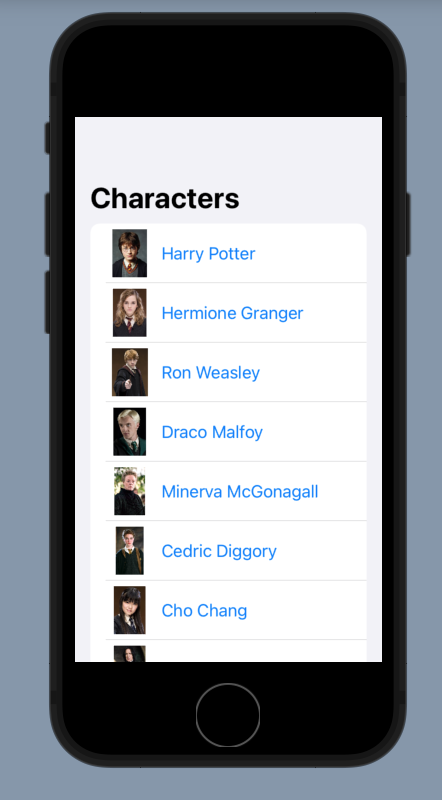 Characters
Harry Potter
Hermione Granger
Ron Weasley
Draco Malfoy
Minerva McGonagall
Cedric Diggory
Cho Chang